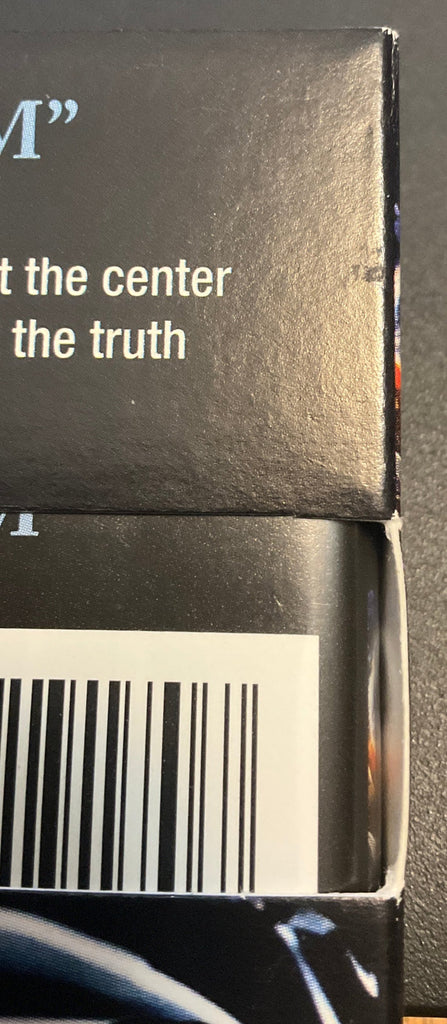 M”
t the center
the truth
M